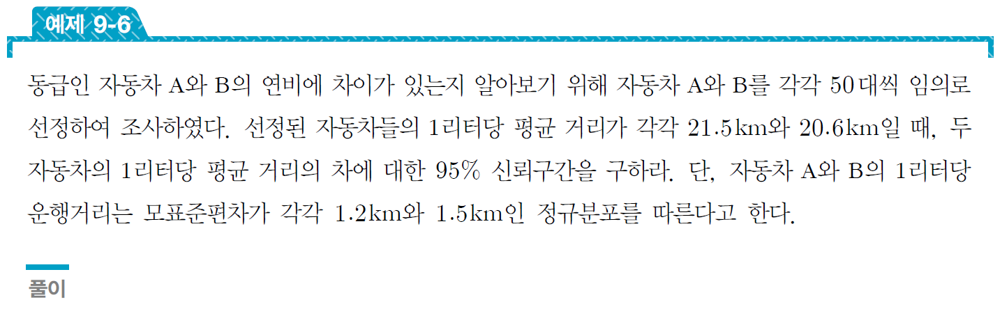 예제 9-6
동급인 자동차 A와 B의 연비에 차이가 있는지 알아보기 위해 자동차 A와 B를 각각 50대씩 임의로
선정하여 조사하였다. 선정된 자동차들의 1리터당 평균 거리가 각각 21.5km와 20.6km일 때, 두
자동차의 1리터당 평균 거리의 차에 대한 95% 신뢰구간을 구하라. 단, 자동차 A와 B의 1리터당
운행거리는 모표준편차가 각각 1.2km와 1.5km인 정규분포를 따른다고 한다.
풀이